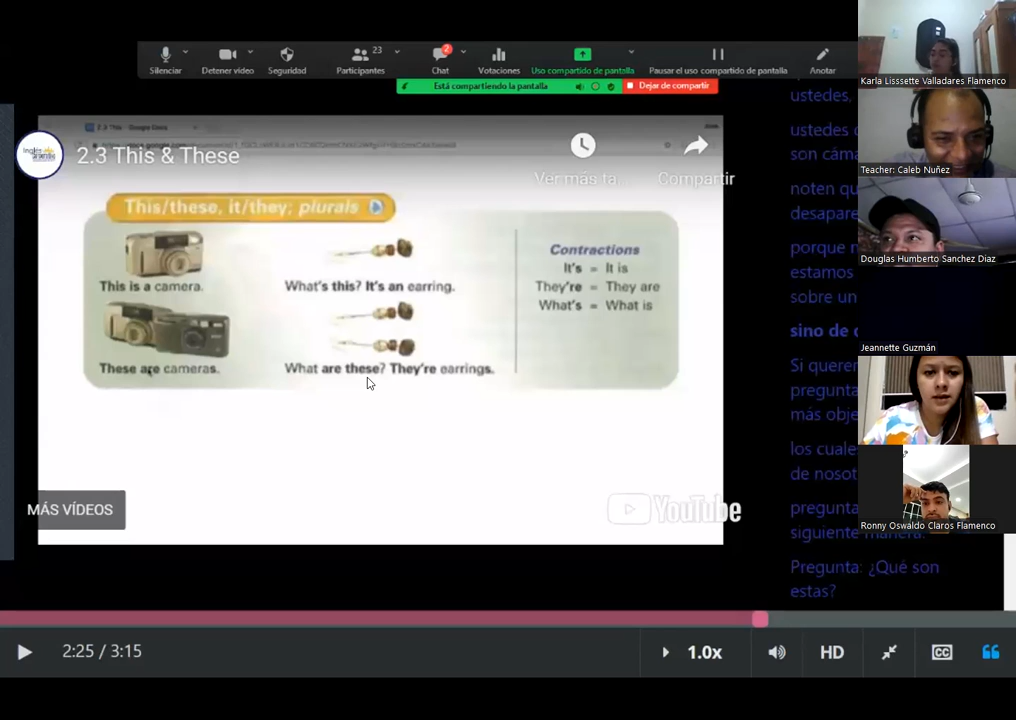 23
2
Silenciar
Detener video
Seguridad
Participantes
Chat
Votaciones
Uso compartido de pantalla
Pausar el uso compartido de pantalla
Anotar
Está compartiendo la pantalla
Dejar de compartir
2.3 This & These
Ver más ta...
Compartir
This/these, it/they; plurals
This is a camera.
What's this? It's an earring.
These are cameras.
What are these? They're earrings.
Contractions
It's = It is
They're = They are
What's = What is
MÁS VÍDEOS
YouTube
ustedes,
ustedes
son cám
noten qu
desapare
porque
estamos
sobre un
sino de
Si querer
pregunta
más obje
los cuale
de nosot
pregunta
siguiente manera:
Pregunta: ¿Qué son
estas?
Karla Lisssette Valladares Flamenco
Teacher: Caleb Nuñez
Douglas Humberto Sanchez Diaz
Jeannette Guzmán
Ronny Oswaldo Claros Flamenco
2:25 / 3:15
1.0x
HD
CC